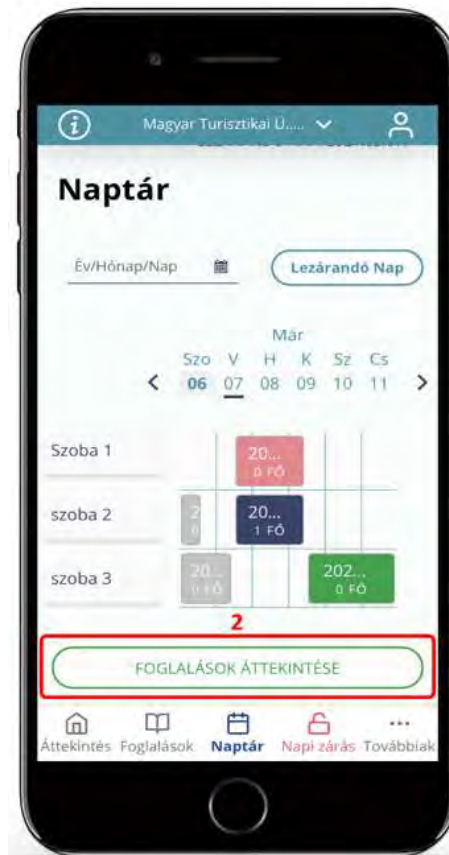 Magyar Turisztikai Ü.....
Naptár
Év/Hónap/Nap
Lezárandó Nap
Már
Szo V H K Sz Cs
06 07 08 09 10 11
Szoba 1
20...
0 FŐ
szoba 2
2
20...
1 FŐ
szoba 3
20...
0 FŐ
202...
0 FŐ
2
FOGLALÁSOK ÁTTEKINTÉSE
Áttekintés Foglalások Naptár Napi zárás Továbbiak